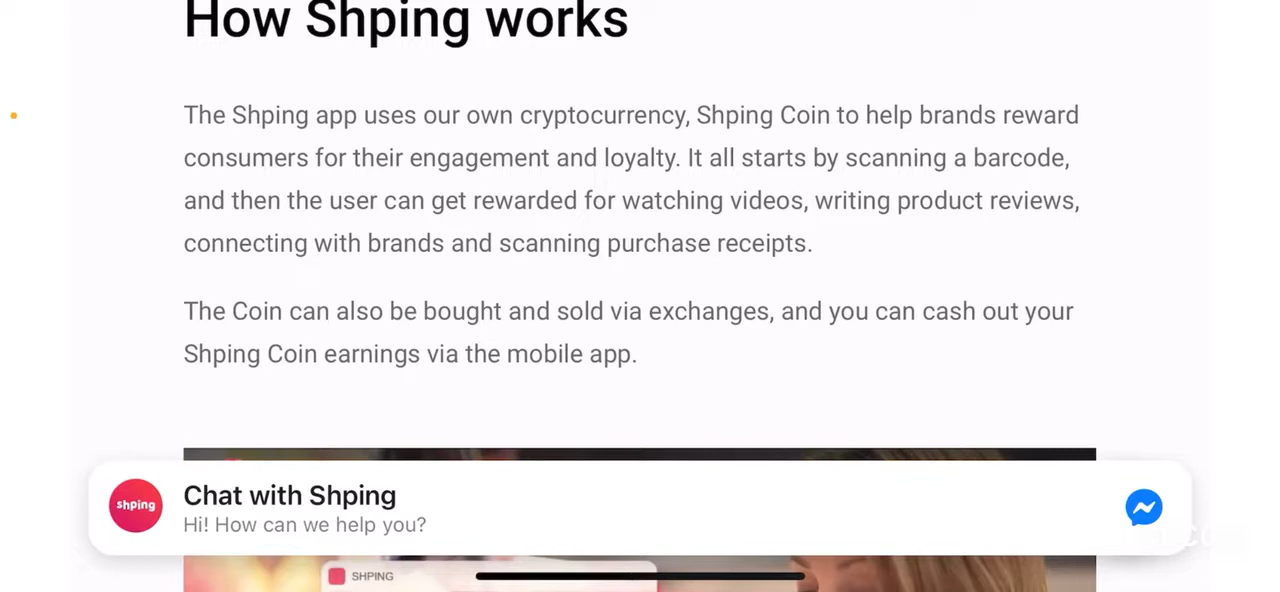 How Shping works
The Shping app uses our own cryptocurrency, Shping Coin to help brands reward
consumers for their engagement and loyalty. It all starts by scanning a barcode,
and then the user can get rewarded for watching videos, writing product reviews,
connecting with brands and scanning purchase receipts.
The Coin can also be bought and sold via exchanges, and you can cash out your
Shping Coin earnings via the mobile app.
shping
Chat with Shping
Hi! How can we help you?
SHPING